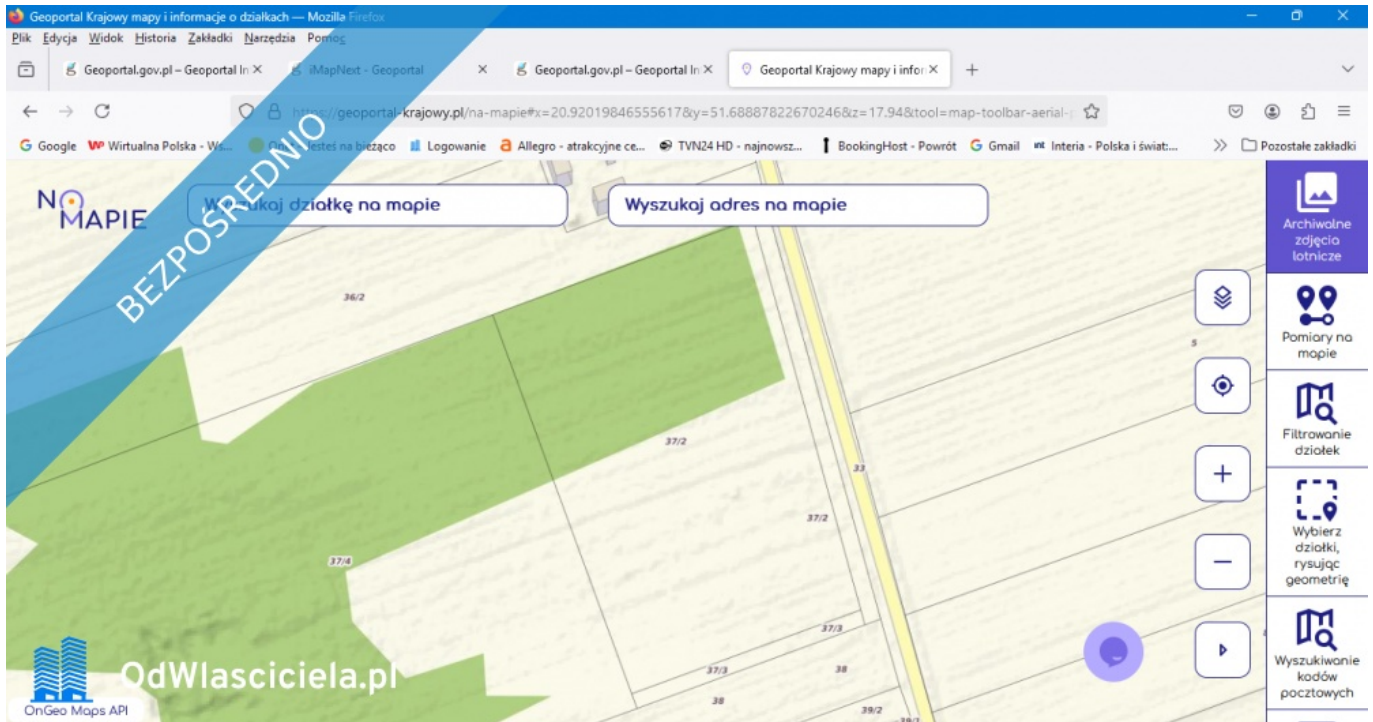 Geoportal Krajowy mapy i informacje o działkach — Mozilla Firefox
Plik Edycja Widok Historia Zakładki Narzędzia Pomoc
Geoportal.gov.pl – Geoportal In
iMapNext - Geoportal
Geoportal.gov.pl – Geoportal In
Geoportal Krajowy mapy i infor
https://geoportal-krajowy.pl/na-mapie#x=20.920198465555617&y=51.68887822670246&z=17.94&tool=map-toolbar-aerial-
Google
Wirtualna Polska - Ws...
Jesteś na bieżąco
Logowanie
Allegro - atrakcyjne ce...
TVN24 HD - najnowsz...
BookingHost - Powrót
Gmail
Interia - Polska i świat:...
Pozostałe zakładki
NO
MAPIE
Wyszukaj działkę na mapie
Wyszukaj adres na mapie
BEZPOŚREDNIO
Archiwalne
zdjęcia
lotnicze
Pomiary na
mapie
Filtrowanie
działek
Wybierz
działki,
rysując
geometrię
Wyszukiwanie
kodów
pocztowych
36/2
5
37/2
33
37/2
37/4
37/3
37/3
38
38
39/2
39/1
OdWlasciciela.pl
OnGeo Maps API